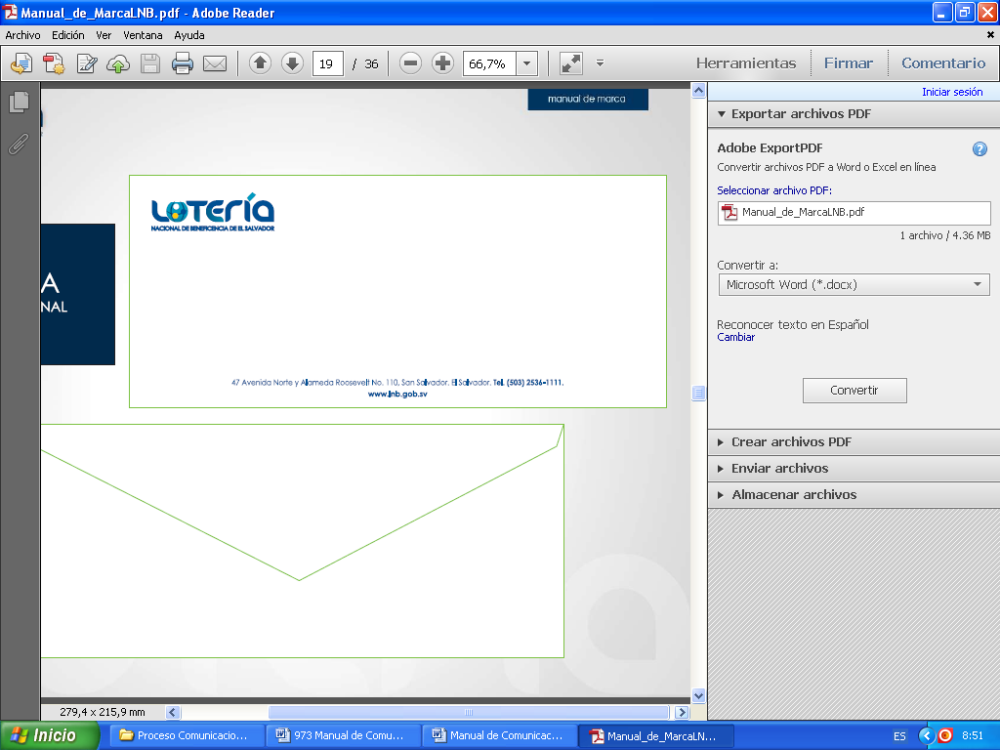 Manual_de_MarcaLNB.pdf - Adobe Reader
Archivo Edición Ver Ventana Ayuda
19 / 36 66,7% Herramientas Firmar Comentario
Iniciar sesión
manual de marca
Exportar archivos PDF
Adobe ExportPDF
Convertir archivos PDF a Word o Excel en línea
Seleccionar archivo PDF:
Manual_de_MarcaLNB.pdf
1 archivo / 4.36 MB
Convertir a:
Microsoft Word (*.docx)
Reconocer texto en Español
Cambiar
Convertir
Crear archivos PDF
Enviar archivos
Almacenar archivos
LOTERÍA
NACIONAL DE BENEFICENCIA DE EL SALVADOR
A
NAL
47 Avenida Norte y Alameda Roosevelt No. 110, San Salvador. El Salvador. Tel. (503) 2536-1111.
www.lnb.gob.sv
279,4 x 215,9 mm
Inicio Proceso Comunicacio... 973 Manual de Comu... Manual de Comunicac... Manual_de_MarcaLN... ES 8:51